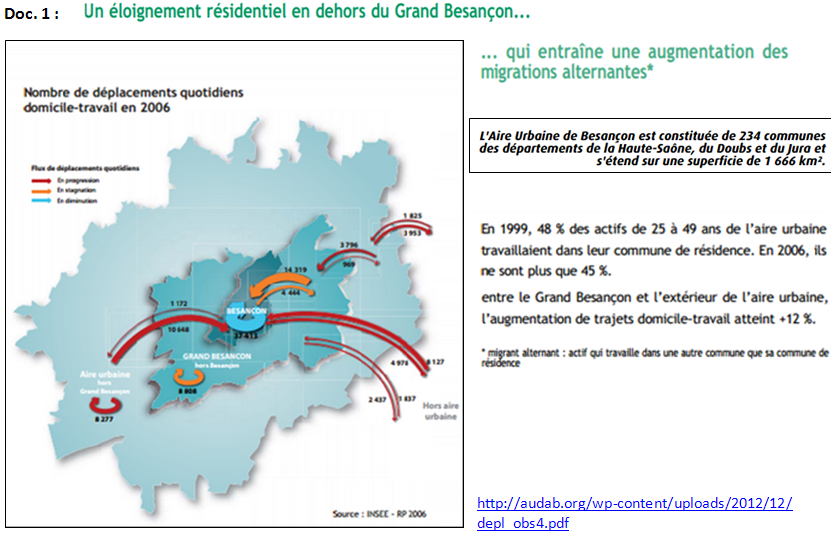 Doc. 1 :
Un éloignement résidentiel en dehors du Grand Besançon...
... qui entraîne une augmentation des
migrations alternantes*
Nombre de déplacements quotidiens
domicile-travail en 2006
Flux de déplacements quotidiens
En progression
En stagnation
En diminution
1 825
3 953
3 796
969
14 319
4 444
1 172
10 648
BESANÇON
37 413
GRAND BESANCON
hors Besançon
8 808
Aire urbaine
hors
Grand Besançon
8 277
4 978
8 127
2 437
1 837
Hors aire
urbaine
Source : INSEE - RP 2006
L'Aire Urbaine de Besançon est constituée de 234 communes
des départements de la Haute-Saône, du Doubs et du Jura et
s'étend sur une superficie de 1 666 km².
En 1999, 48 % des actifs de 25 à 49 ans de l'aire urbaine
travaillaient dans leur commune de résidence. En 2006, ils
ne sont plus que 45 %.
entre le Grand Besançon et l'extérieur de l'aire urbaine,
l'augmentation de trajets domicile-travail atteint +12 %.
* migrant alternant : actif qui travaille dans une autre commune que sa commune de
résidence
http://audab.org/wp-content/uploads/2012/12/
depl_obs4.pdf